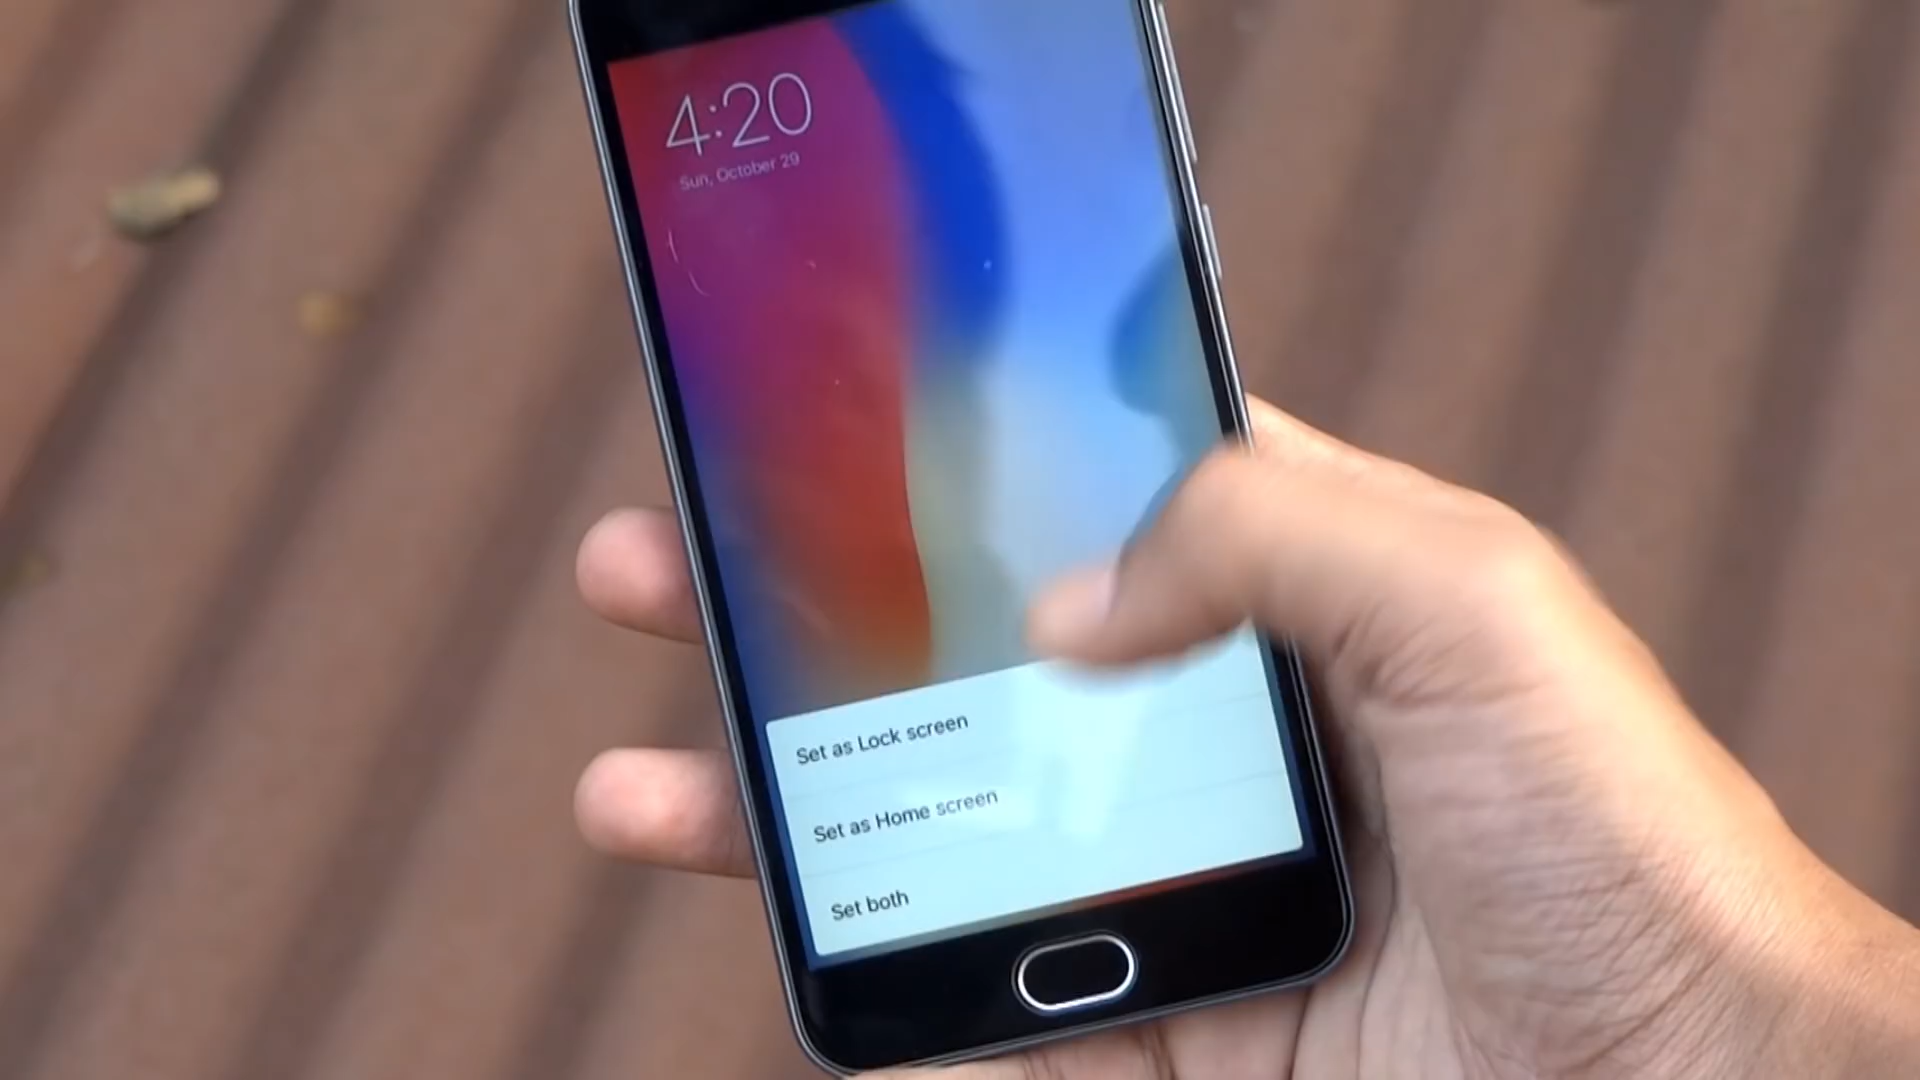 4:20
Sun, October 29
Set as Lock screen
Set as Home screen
Set both